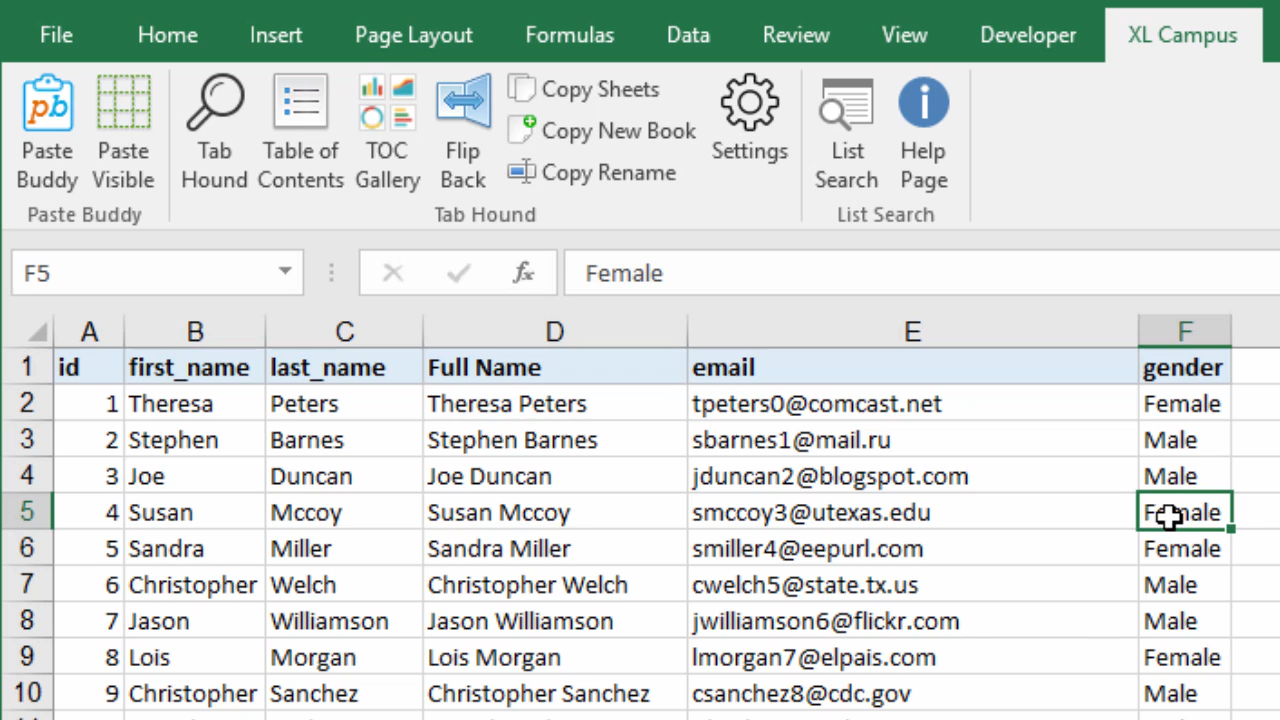 File Home Insert Page Layout Formulas Data Review View Developer XL Campus
pb
Paste Buddy
Paste Visible
Tab Hound
Table of Contents
TOC Gallery
Flip Back
Copy Sheets
Copy New Book
Copy Rename
Settings
List Search
Help Page
Paste Buddy Tab Hound List Search
F5 fx Female
A B C D E F
1 id first_name last_name Full Name email gender
2 1 Theresa Peters Theresa Peters tpeters0@comcast.net Female
3 2 Stephen Barnes Stephen Barnes sbarnes1@mail.ru Male
4 3 Joe Duncan Joe Duncan jduncan2@blogspot.com Male
5 4 Susan Mccoy Susan Mccoy smccoy3@utexas.edu Female
6 5 Sandra Miller Sandra Miller smiller4@eepurl.com Female
7 6 Christopher Welch Christopher Welch cwelch5@state.tx.us Male
8 7 Jason Williamson Jason Williamson jwilliamson6@flickr.com Male
9 8 Lois Morgan Lois Morgan lmorgan7@elpais.com Female
10 9 Christopher Sanchez Christopher Sanchez csanchez8@cdc.gov Male